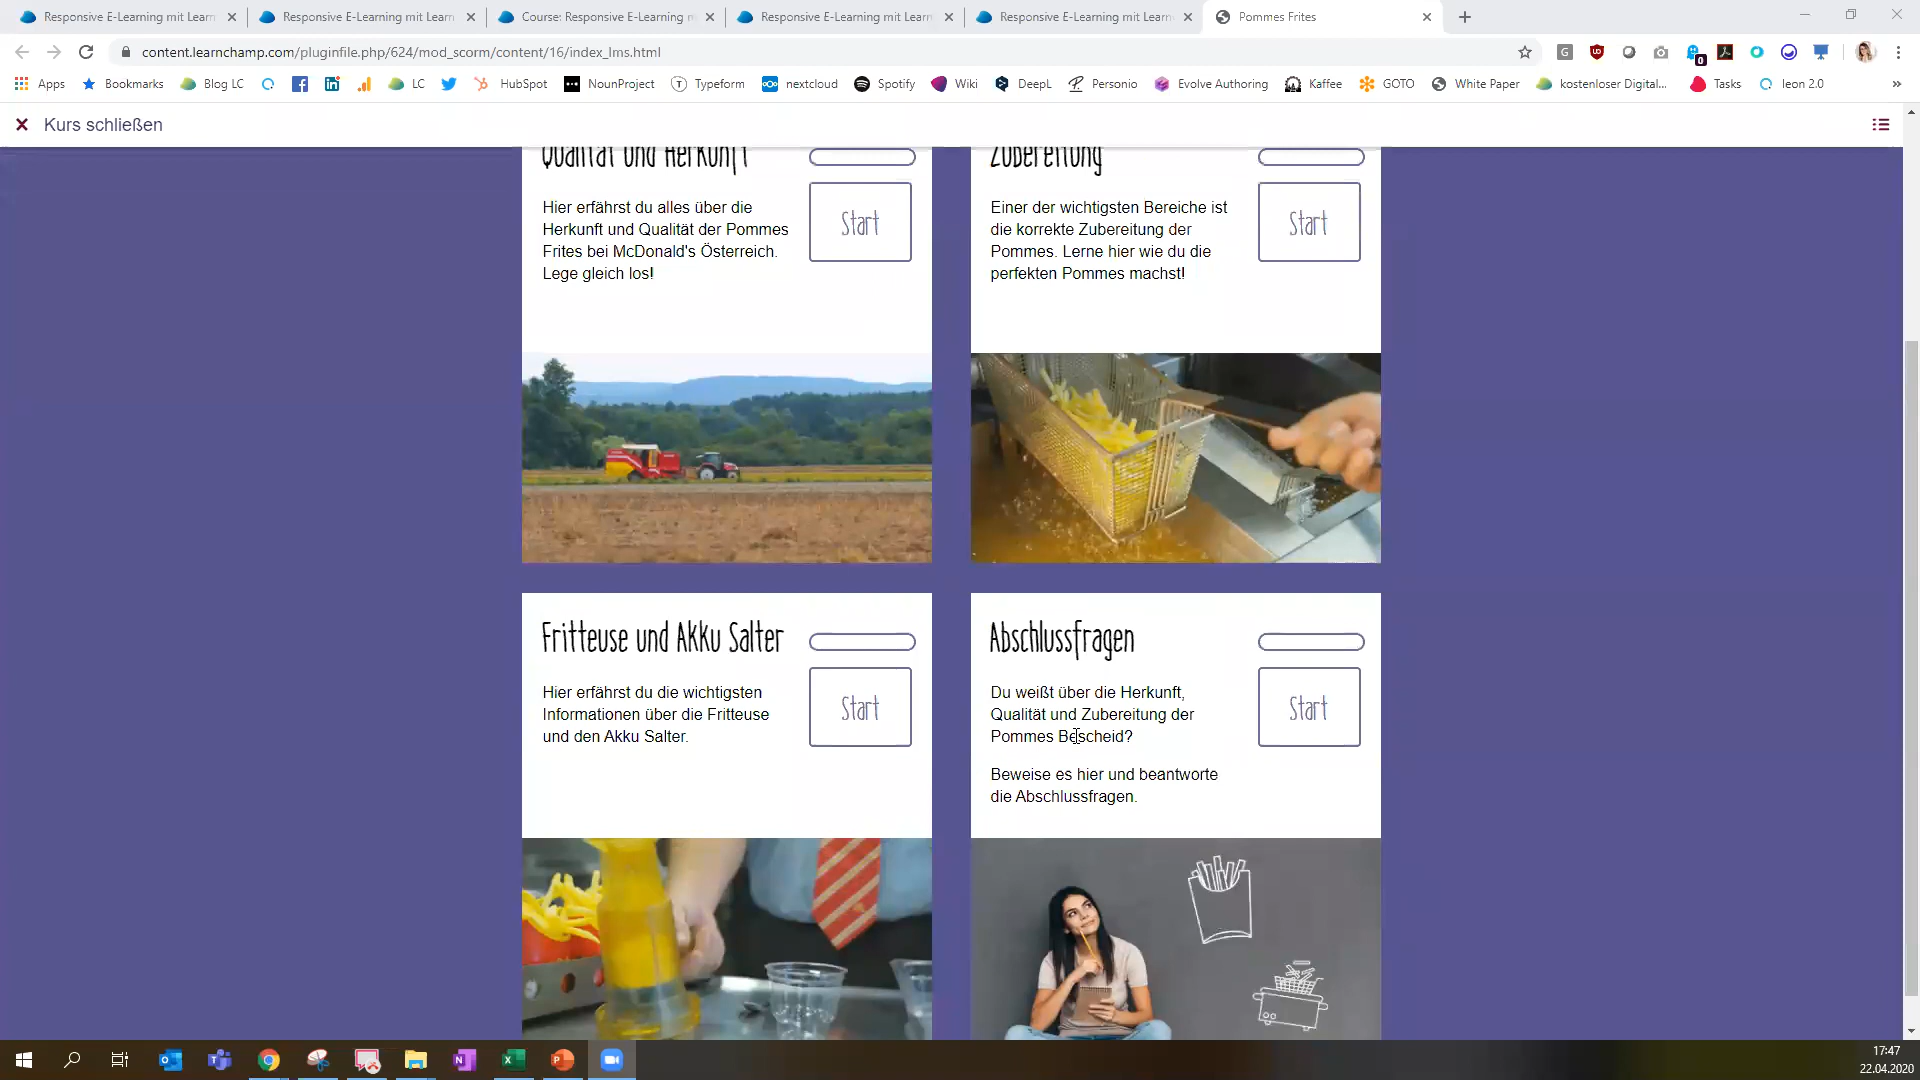 Responsive E-Learning mit Learn
Responsive E-Learning mit Learn
Course: Responsive E-Learning m
Responsive E-Learning mit Learn
Responsive E-Learning mit Learn
Pommes Frites
content.learnchamp.com/pluginfile.php/624/mod_scorm/content/16/index_lms.html
Apps
Bookmarks
Blog LC
LC
HubSpot
NounProject
Typeform
nextcloud
Spotify
Wiki
DeepL
Personio
Evolve Authoring
Kaffee
GOTO
White Paper
kostenloser Digital...
Tasks
leon 2.0
Kurs schließen
Qualität und Herkunft
Hier erfährst du alles über die
Herkunft und Qualität der Pommes
Frites bei McDonald's Österreich.
Lege gleich los!
Start
Zubereitung
Einer der wichtigsten Bereiche ist
die korrekte Zubereitung der
Pommes. Lerne hier wie du die
perfekten Pommes machst!
Start
Fritteuse und Akku Salter
Hier erfährst du die wichtigsten
Informationen über die Fritteuse
und den Akku Salter.
Start
Abschlussfragen
Du weißt über die Herkunft,
Qualität und Zubereitung der
Pommes Bescheid?
Beweise es hier und beantworte
die Abschlussfragen.
Start
17:47
22.04.2020